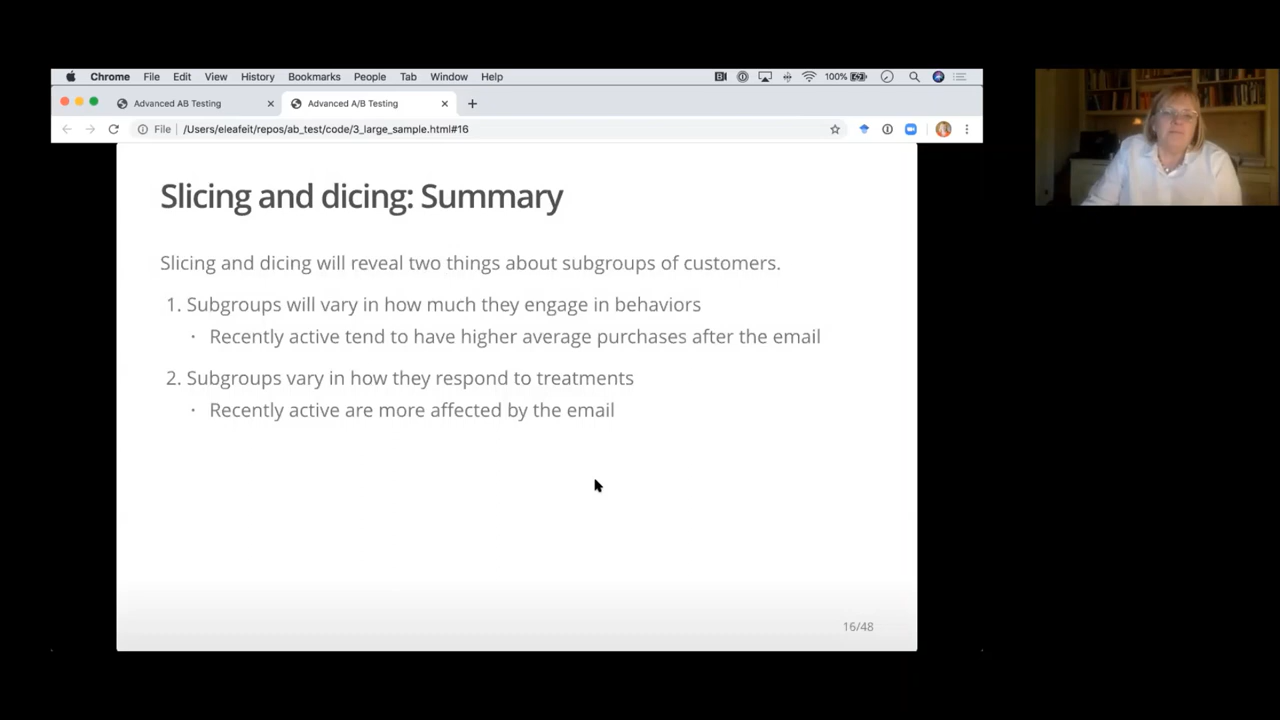 Chrome File Edit View History Bookmarks People Tab Window Help 100%
Advanced AB Testing
Advanced A/B Testing
File | /Users/eleafeit/repos/ab_test/code/3_large_sample.html#16
Slicing and dicing: Summary
Slicing and dicing will reveal two things about subgroups of customers.
1. Subgroups will vary in how much they engage in behaviors
· Recently active tend to have higher average purchases after the email
2. Subgroups vary in how they respond to treatments
· Recently active are more affected by the email
16/48